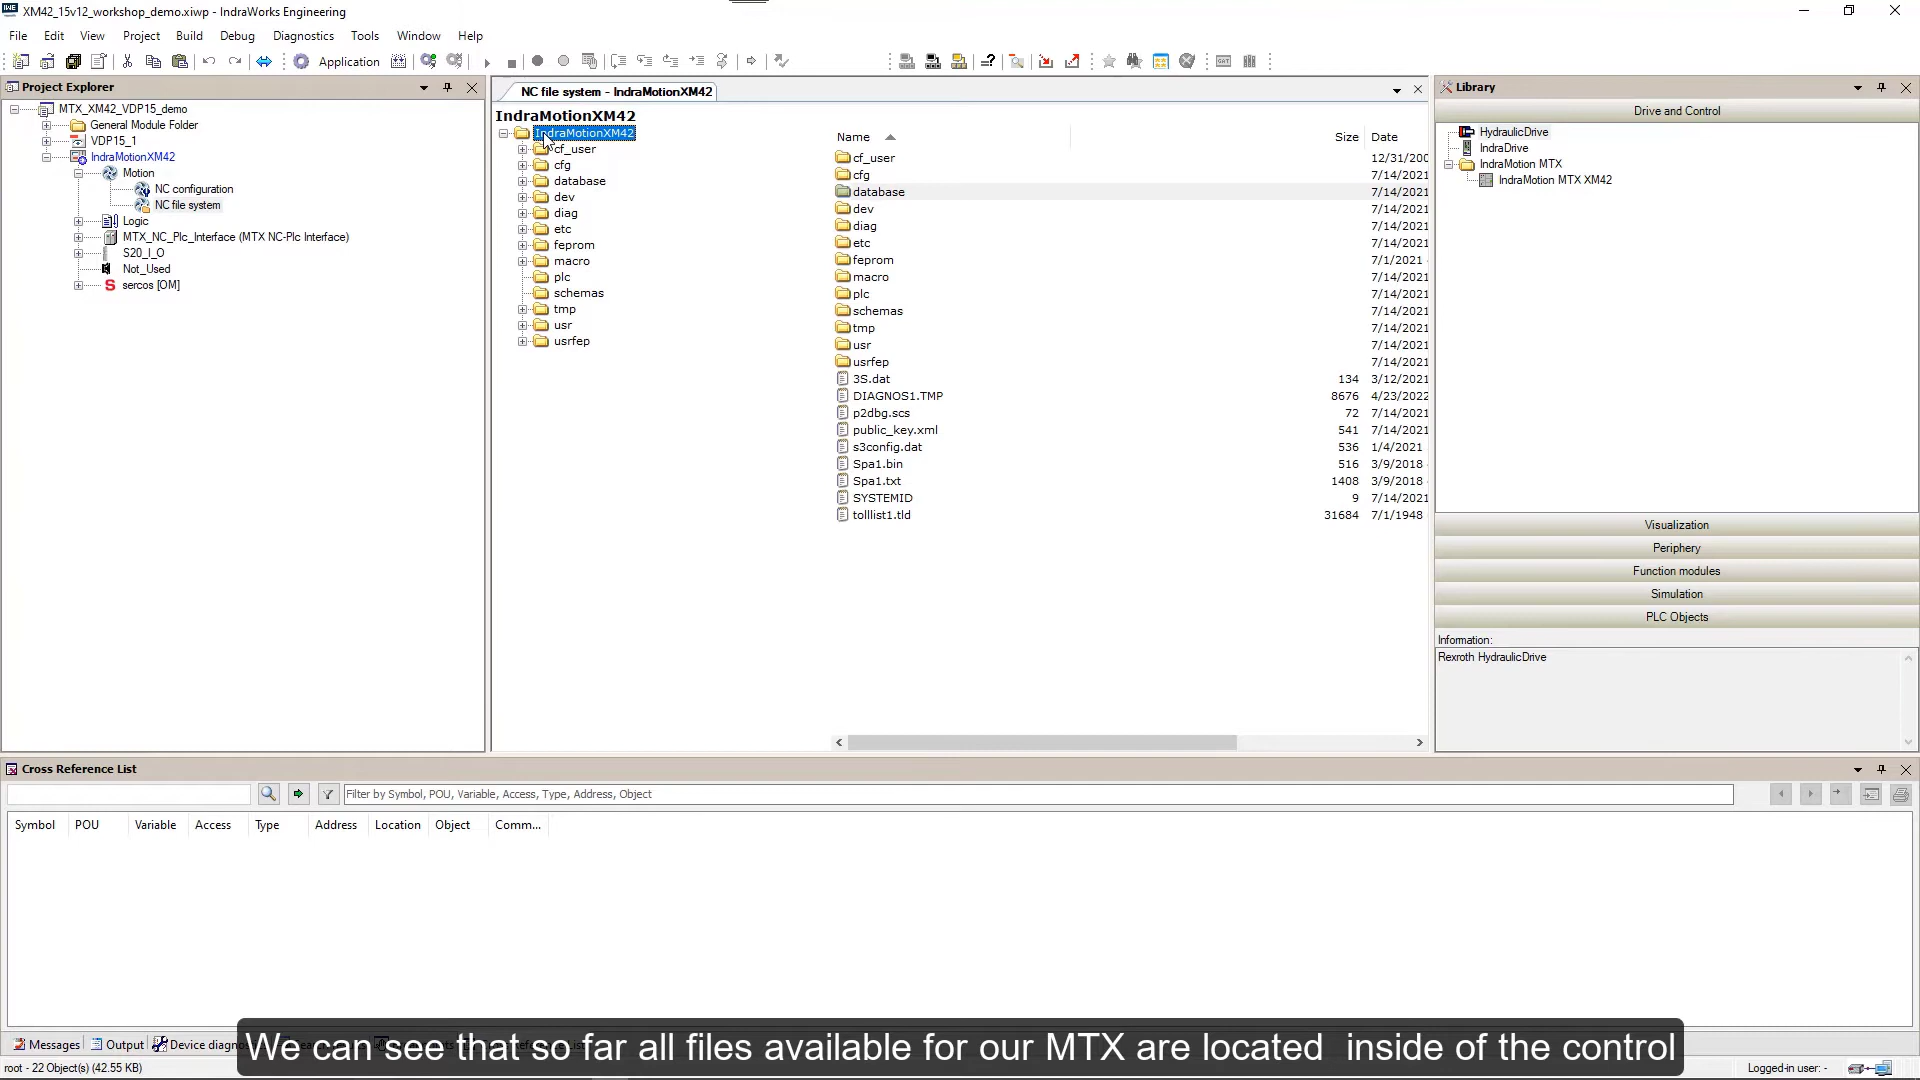 XM42_15v12_workshop_demo.xiwp - IndraWorks Engineering
File Edit View Project Build Debug Diagnostics Tools Window Help
Application
Project Explorer
MTX_XM42_VDP15_demo
General Module Folder
VDP15_1
IndraMotionXM42
Motion
NC configuration
NC file system
Logic
MTX_NC_Plc_Interface (MTX NC-Plc Interface)
S20_I_O
Not_Used
sercos [OM]
NC file system - IndraMotionXM42
IndraMotionXM42
IndraMotionXM42
cf_user
cfg
database
dev
diag
etc
feprom
macro
plc
schemas
tmp
usr
usrfep
Name Size Date
cf_user 12/31/200
cfg 7/14/2021
database 7/14/2021
dev 7/14/2021
diag 7/14/2021
etc 7/14/2021
feprom 7/1/2021
macro 7/14/2021
plc 7/14/2021
schemas 7/14/2021
tmp 7/14/2021
usr 7/14/2021
usrfep 7/14/2021
3S.dat 134 3/12/2021
DIAGNOS1.TMP 8676 4/23/2022
p2dbg.scs 72 7/14/2021
public_key.xml 541 7/14/2021
s3config.dat 536 1/4/2021
Spa1.bin 516 3/9/2018
Spa1.txt 1408 3/9/2018
SYSTEMID 9 7/14/2021
tolllist1.tld 31684 7/1/1948
Library
Drive and Control
HydraulicDrive
IndraDrive
IndraMotion MTX
IndraMotion MTX XM42
Visualization
Periphery
Function modules
Simulation
PLC Objects
Information:
Rexroth HydraulicDrive
Cross Reference List
Filter by Symbol, POU, Variable, Access, Type, Address, Object
Symbol POU Variable Access Type Address Location Object Comm...
Messages Output Device diagno
We can see that so far all files available for our MTX are located inside of the control
root - 22 Object(s) (42.55 KB)
Logged-in user: -